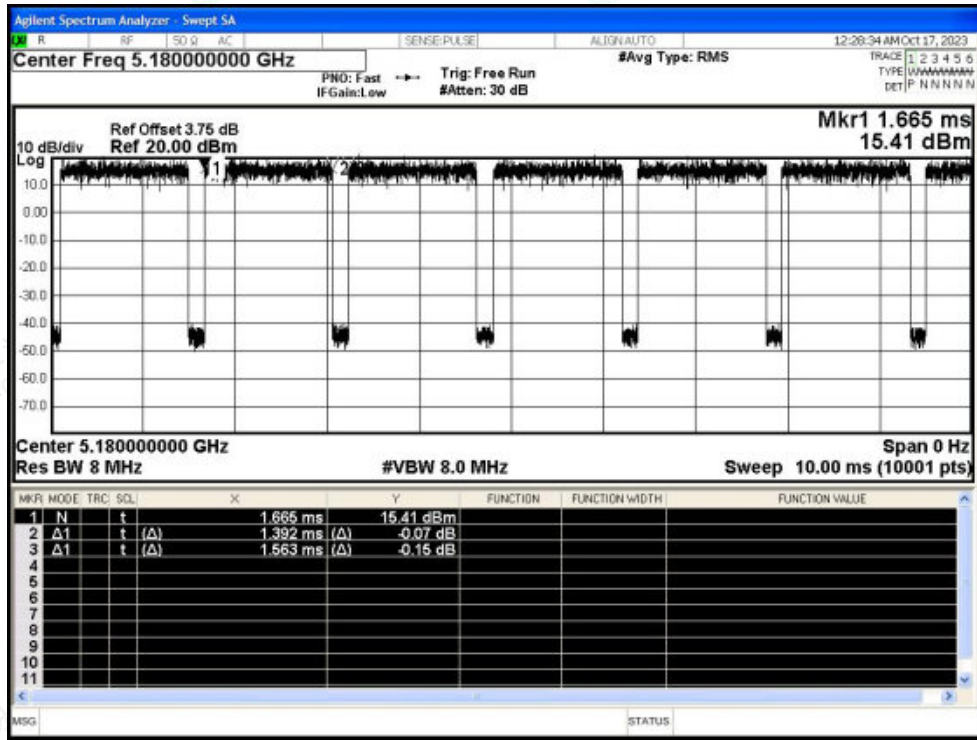 Agilent Spectrum Analyzer - Swept SA
R RF 50 Ω AC SENSE:PULSE ALIGNAUTO 12:28:34 AM Oct 17, 2023
Center Freq 5.180000000 GHz #Avg Type: RMS TRACE 1 2 3 4 5 6
PNO: Fast Trig: Free Run TYPE
IFGain:Low #Atten: 30 dB DET P N N N N N
Mkr1 1.665 ms
Ref Offset 3.75 dB
10 dB/div Ref 20.00 dBm 15.41 dBm
Log
1 2
10.0
0.00
-10.0
-20.0
-30.0
-40.0
-50.0
-60.0
-70.0
Center 5.180000000 GHz Span 0 Hz
Res BW 8 MHz #VBW 8.0 MHz Sweep 10.00 ms (10001 pts)
MKR MODE TRC SCL X Y FUNCTION FUNCTION WIDTH FUNCTION VALUE
1 N t 1.665 ms 15.41 dBm
2 Δ1 t (Δ) 1.392 ms (Δ) -0.07 dB
3 Δ1 t (Δ) 1.563 ms (Δ) -0.15 dB
4
5
6
7
8
9
10
11
MSG STATUS